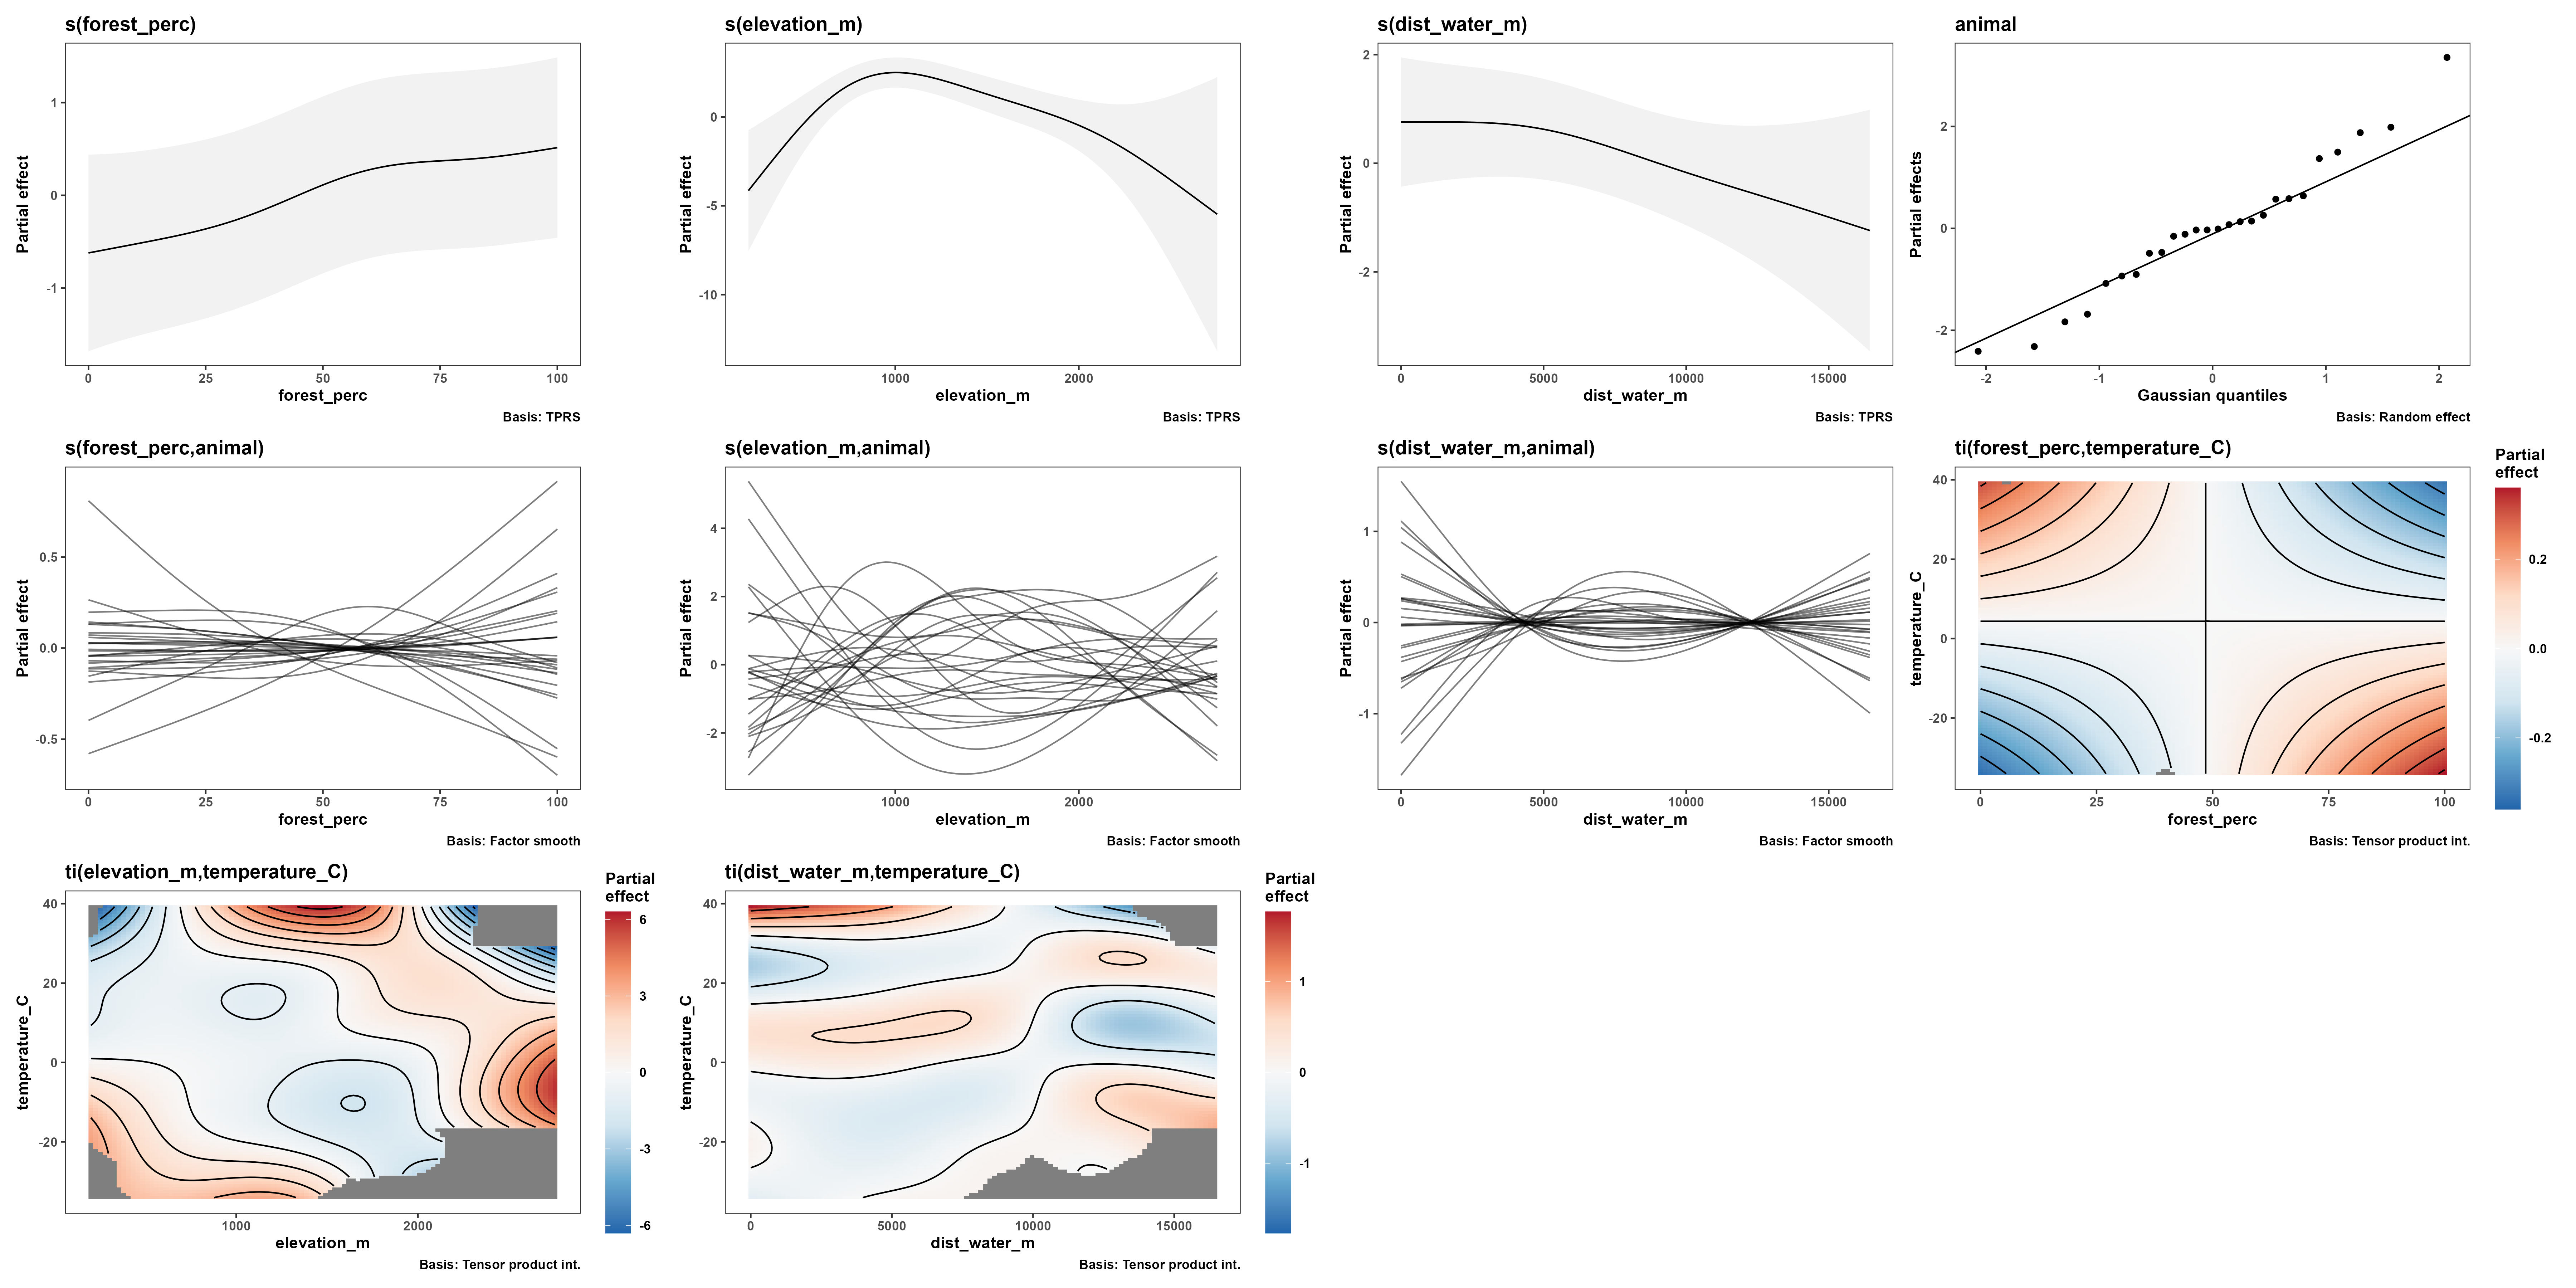 s(forest_perc)
Partial effect
1
0
-1
0 25 50 75 100
forest_perc
Basis: TPRS
s(elevation_m)
Partial effect
0
-5
-10
1000 2000
elevation_m
Basis: TPRS
s(dist_water_m)
Partial effect
2
0
-2
0 5000 10000 15000
dist_water_m
Basis: TPRS
animal
Partial effects
2
0
-2
-2 -1 0 1 2
Gaussian quantiles
Basis: Random effect
s(forest_perc,animal)
Partial effect
0.5
0.0
-0.5
0 25 50 75 100
forest_perc
Basis: Factor smooth
s(elevation_m,animal)
Partial effect
4
2
0
-2
1000 2000
elevation_m
Basis: Factor smooth
s(dist_water_m,animal)
Partial effect
1
0
-1
0 5000 10000 15000
dist_water_m
Basis: Factor smooth
ti(forest_perc,temperature_C)
temperature_C
40
20
0
-20
0 25 50 75 100
forest_perc
Basis: Tensor product int.
Partial
effect
0.2
0.0
-0.2
ti(elevation_m,temperature_C)
temperature_C
40
20
0
-20
1000 2000
elevation_m
Basis: Tensor product int.
Partial
effect
6
3
0
-3
-6
ti(dist_water_m,temperature_C)
temperature_C
40
20
0
-20
0 5000 10000 15000
dist_water_m
Basis: Tensor product int.
Partial
effect
1
0
-1